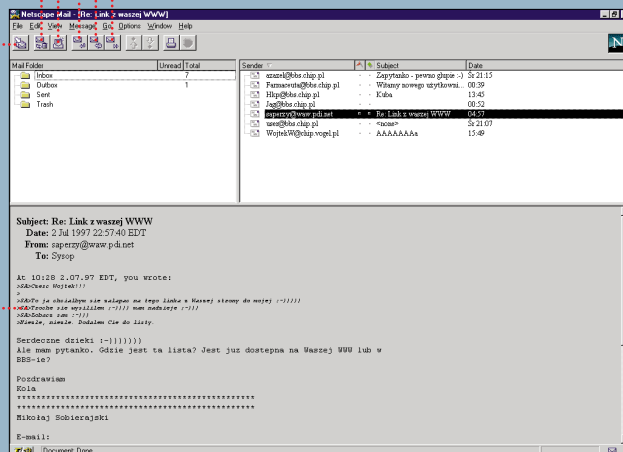 Netscape Mail - [Re: Link z waszej WWW]
File Edit View Message Go Options Window Help
Mail Folder Unread Total
Inbox 7
Outbox 1
Sent
Trash
Sender Subject Date
azazel@bbs.chip.pl Zapytanko - pewno głupie :-) Śr 21:15
Farmaceuta@bbs.chip.pl Witamy nowego użytkowni... 00:39
Hkp@bbs.chip.pl Kuba 13:45
Jag@bbs.chip.pl 00:52
saperzy@waw.pdi.net Re: Link z waszej WWW 04:57
user@bbs.chip.pl <none> Śr 21:07
WojtekW@chip.vogel.pl AAAAAAAa 15:49
Subject: Re: Link z waszej WWW
Date: 2 Jul 1997 22:57:40 EDT
From: saperzy@waw.pdi.net
To: Sysop
At 10:28 2.07.97 EDT, you wrote:
>SA>Czesc Wojtek!!!
>
>SA>To ja chcialbym sie zalapac na tego linka z Waszej strony do mojej :-)))))
>SA>Troche sie wysililem :-)))) mam nadzieje :-)))
>SA>Zobacz sam :-)))
>Niezle, niezle. Dodalem Cie do listy.
Serdeczne dzieki :-)))))))
Ale mam pytanko. Gdzie jest ta lista? Jest juz dostepna na Waszej WWW lub w
BBS-ie?
Pozdrawiam
Kola
**************************************************
**************************************************
Mikołaj Sobierajski
E-mail:
Document: Done